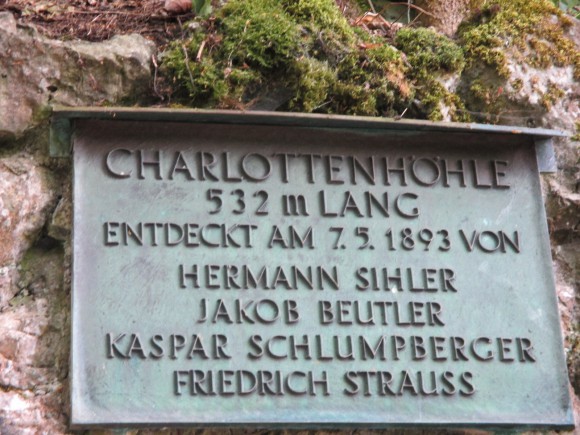 CHARLOTTENHÖHLE
532 m LANG
ENTDECKT AM 7.5.1893 VON
HERMANN SIHLER
JAKOB BEUTLER
KASPAR SCHLUMPBERGER
FRIEDRICH STRAUSS